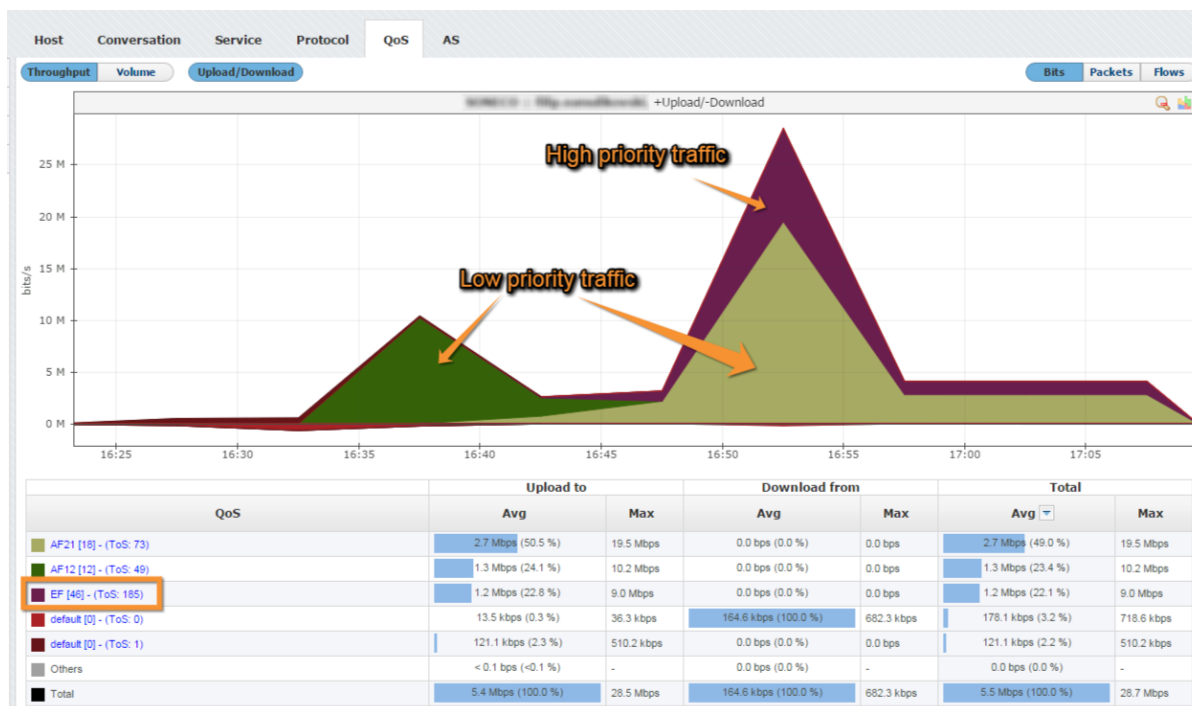 Host Conversation Service Protocol QoS AS
Throughput Volume Upload/Download Bits Packets Flows
+Upload/-Download
High priority traffic
25 M
20 M
Low priority traffic
15 M
bits/s
10 M
5 M
0 M
16:25 16:30 16:35 16:40 16:45 16:50 16:55 17:00 17:05
Upload to Download from Total
QoS Avg Max Avg Max Avg Max
AF21 [18] - (ToS: 73) 2.7 Mbps (50.5 %) 19.5 Mbps 0.0 bps (0.0 %) 0.0 bps 2.7 Mbps (49.0 %) 19.5 Mbps
AF12 [12] - (ToS: 49) 1.3 Mbps (24.1 %) 10.2 Mbps 0.0 bps (0.0 %) 0.0 bps 1.3 Mbps (23.4 %) 10.2 Mbps
EF [46] - (ToS: 185) 1.2 Mbps (22.8 %) 9.0 Mbps 0.0 bps (0.0 %) 0.0 bps 1.2 Mbps (22.1 %) 9.0 Mbps
default [0] - (ToS: 0) 13.5 kbps (0.3 %) 36.3 kbps 164.6 kbps (100.0 %) 682.3 kbps 178.1 kbps (3.2 %) 718.6 kbps
default [0] - (ToS: 1) 121.1 kbps (2.3 %) 510.2 kbps 0.0 bps (0.0 %) 0.0 bps 121.1 kbps (2.2 %) 510.2 kbps
Others < 0.1 bps (<0.1 %) - 0.0 bps (0.0 %) - 0.0 bps (0.0 %) -
Total 5.4 Mbps (100.0 %) 28.5 Mbps 164.6 kbps (100.0 %) 682.3 kbps 5.5 Mbps (100.0 %) 28.7 Mbps